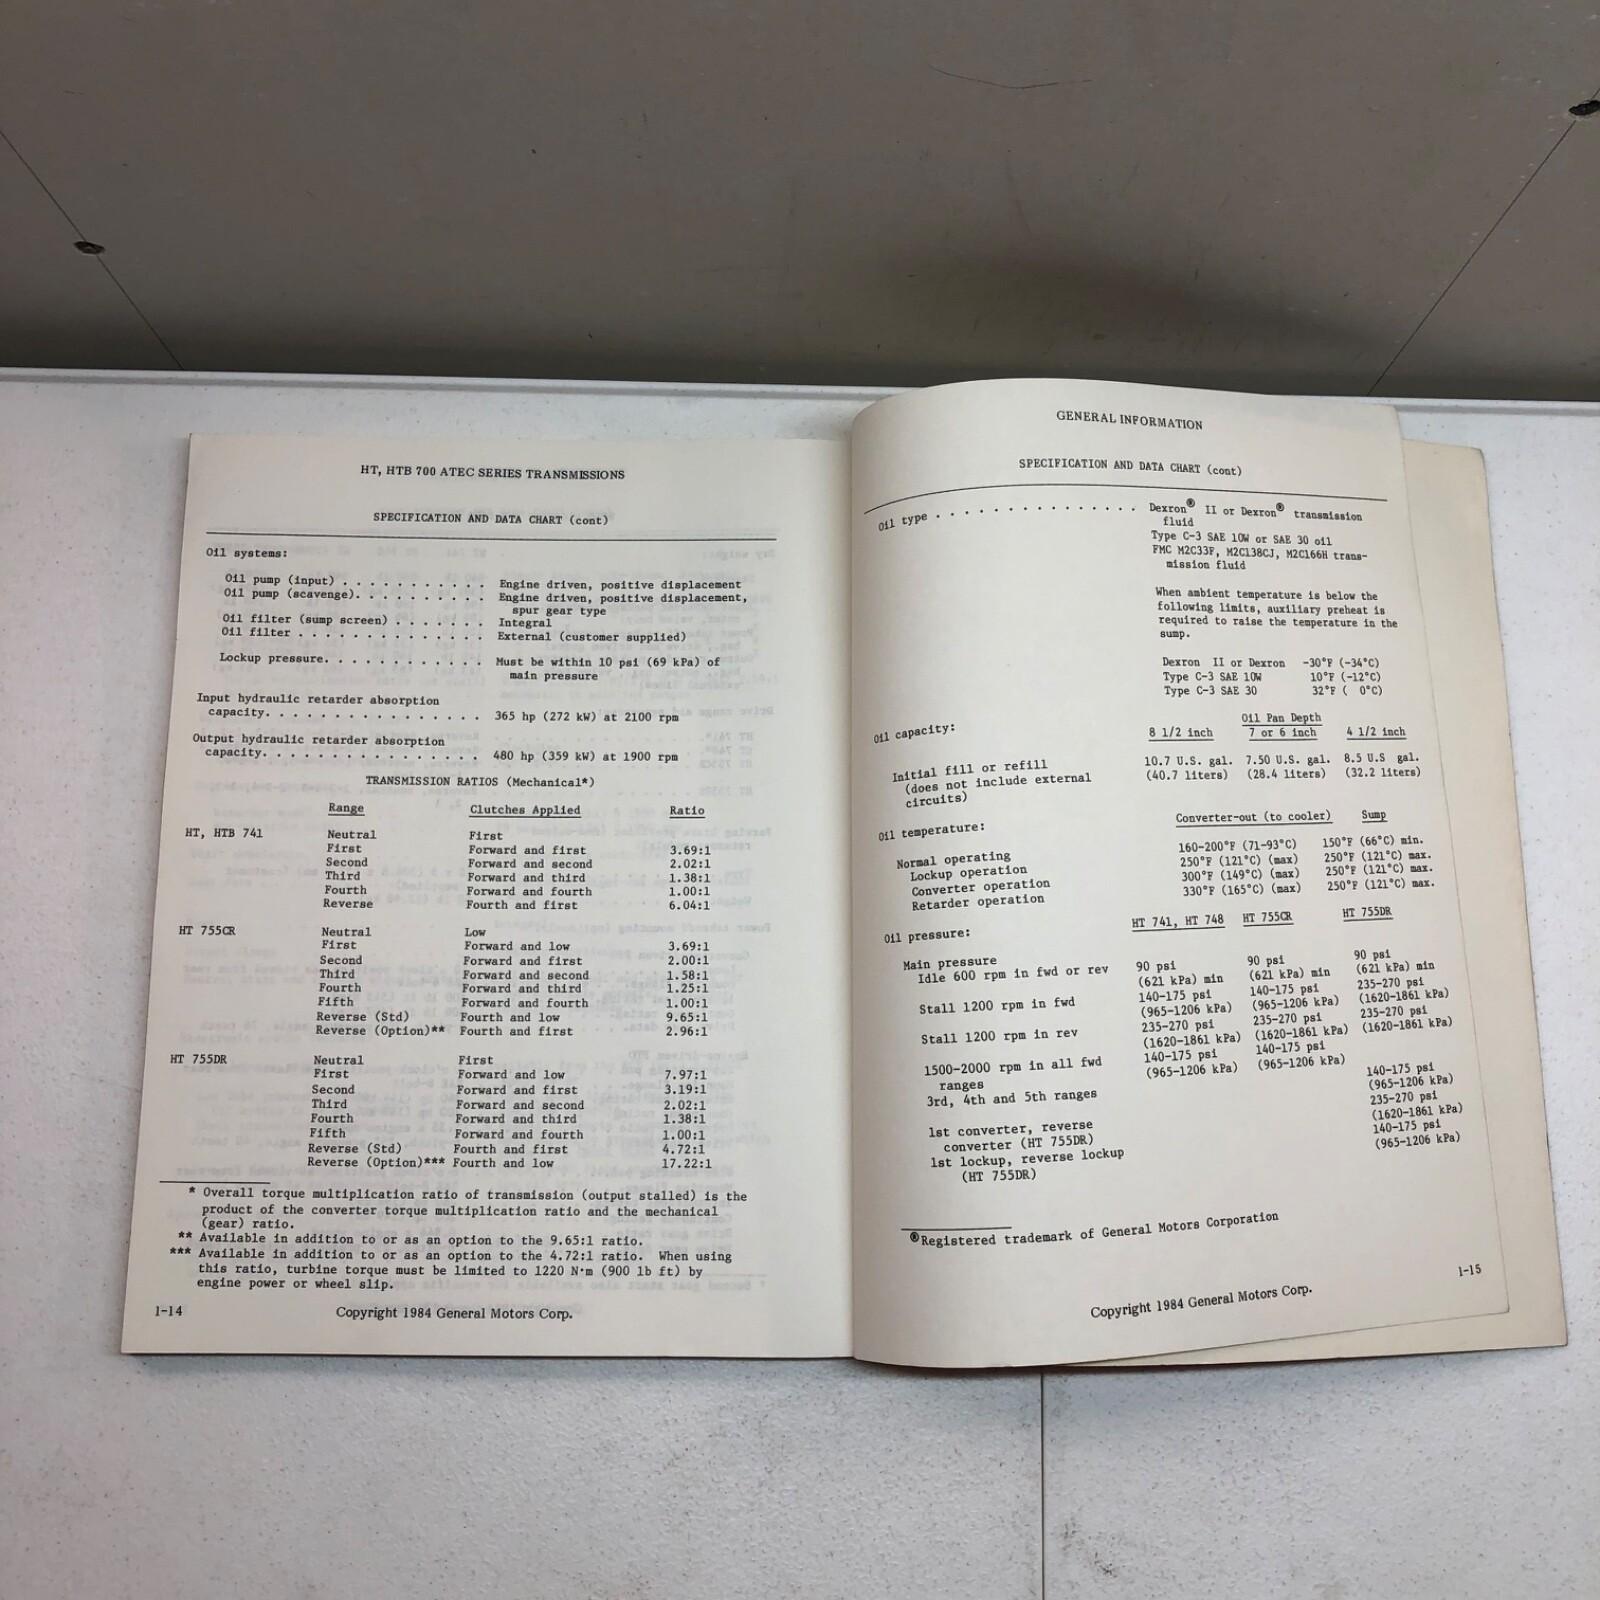 HT, HTB 700 ATEC SERIES TRANSMISSIONS
SPECIFICATION AND DATA CHART (cont)
Oil systems:
Oil pump (input) . . . . . . . . . . . Engine driven, positive displacement
Oil pump (scavenge). . . . . . . . . . Engine driven, positive displacement,
spur gear type
Oil filter (sump screen) . . . . . . . Integral
Oil filter . . . . . . . . . . . . . . External (customer supplied)
Lockup pressure. . . . . . . . . . . . Must be within 10 psi (69 kPa) of
main pressure
Input hydraulic retarder absorption
capacity. . . . . . . . . . . . . . . . 365 hp (272 kW) at 2100 rpm
Output hydraulic retarder absorption
capacity. . . . . . . . . . . . . . . . 480 hp (359 kW) at 1900 rpm
TRANSMISSION RATIOS (Mechanical*)
Range Clutches Applied Ratio
HT, HTB 741 Neutral First
First Forward and first 3.69:1
Second Forward and second 2.02:1
Third Forward and third 1.38:1
Fourth Forward and fourth 1.00:1
Reverse Fourth and first 6.04:1
HT 755CR Neutral Low
First Forward and low 3.69:1
Second Forward and first 2.00:1
Third Forward and second 1.58:1
Fourth Forward and third 1.25:1
Fifth Forward and fourth 1.00:1
Reverse (Std) Fourth and low 9.65:1
Reverse (Option)** Fourth and first 2.96:1
HT 755DR Neutral First
First Forward and low 7.97:1
Second Forward and first 3.19:1
Third Forward and second 2.02:1
Fourth Forward and third 1.38:1
Fifth Forward and fourth 1.00:1
Reverse (Std) Fourth and first 4.72:1
Reverse (Option)*** Fourth and low 17.22:1
* Overall torque multiplication ratio of transmission (output stalled) is the
product of the converter torque multiplication ratio and the mechanical
(gear) ratio.
** Available in addition to or as an option to the 9.65:1 ratio.
*** Available in addition to or as an option to the 4.72:1 ratio. When using
this ratio, turbine torque must be limited to 1220 N·m (900 lb ft) by
engine power or wheel slip.
1-14 Copyright 1984 General Motors Corp.
GENERAL INFORMATION
SPECIFICATION AND DATA CHART (cont)
Oil type . . . . . . . . . . . . . . . Dexron® II or Dexron® transmission
fluid
Type C-3 SAE 10W or SAE 30 oil
FMC M2C33F, M2C138CJ, M2C166H trans-
mission fluid
When ambient temperature is below the
following limits, auxiliary preheat is
required to raise the temperature in the
sump.
Dexron II or Dexron -30°F (-34°C)
Type C-3 SAE 10W 10°F (-12°C)
Type C-3 SAE 30 32°F ( 0°C)
Oil Pan Depth
Oil capacity: 8 1/2 inch 7 or 6 inch 4 1/2 inch
Initial fill or refill 10.7 U.S. gal. 7.50 U.S. gal. 8.5 U.S gal.
(does not include external (40.7 liters) (28.4 liters) (32.2 liters)
circuits)
Oil temperature: Converter-out (to cooler) Sump
Normal operating 160-200°F (71-93°C) 150°F (66°C) min.
Lockup operation 250°F (121°C) (max) 250°F (121°C) max.
Converter operation 300°F (149°C) (max) 250°F (121°C) max.
Retarder operation 330°F (165°C) (max) 250°F (121°C) max.
Oil pressure: HT 741, HT 748 HT 755CR HT 755DR
Main pressure
Idle 600 rpm in fwd or rev 90 psi 90 psi 90 psi
(621 kPa) min (621 kPa) min (621 kPa) min
Stall 1200 rpm in fwd 140-175 psi 140-175 psi 235-270 psi
(965-1206 kPa) (965-1206 kPa) (1620-1861 kPa)
Stall 1200 rpm in rev 235-270 psi 235-270 psi 235-270 psi
(1620-1861 kPa) (1620-1861 kPa) (1620-1861 kPa)
1500-2000 rpm in all fwd 140-175 psi 140-175 psi
ranges (965-1206 kPa) (965-1206 kPa)
3rd, 4th and 5th ranges 140-175 psi
(965-1206 kPa)
1st converter, reverse 235-270 psi
converter (HT 755DR) (1620-1861 kPa)
1st lockup, reverse lockup 140-175 psi
(HT 755DR) (965-1206 kPa)
®Registered trademark of General Motors Corporation
1-15
Copyright 1984 General Motors Corp.